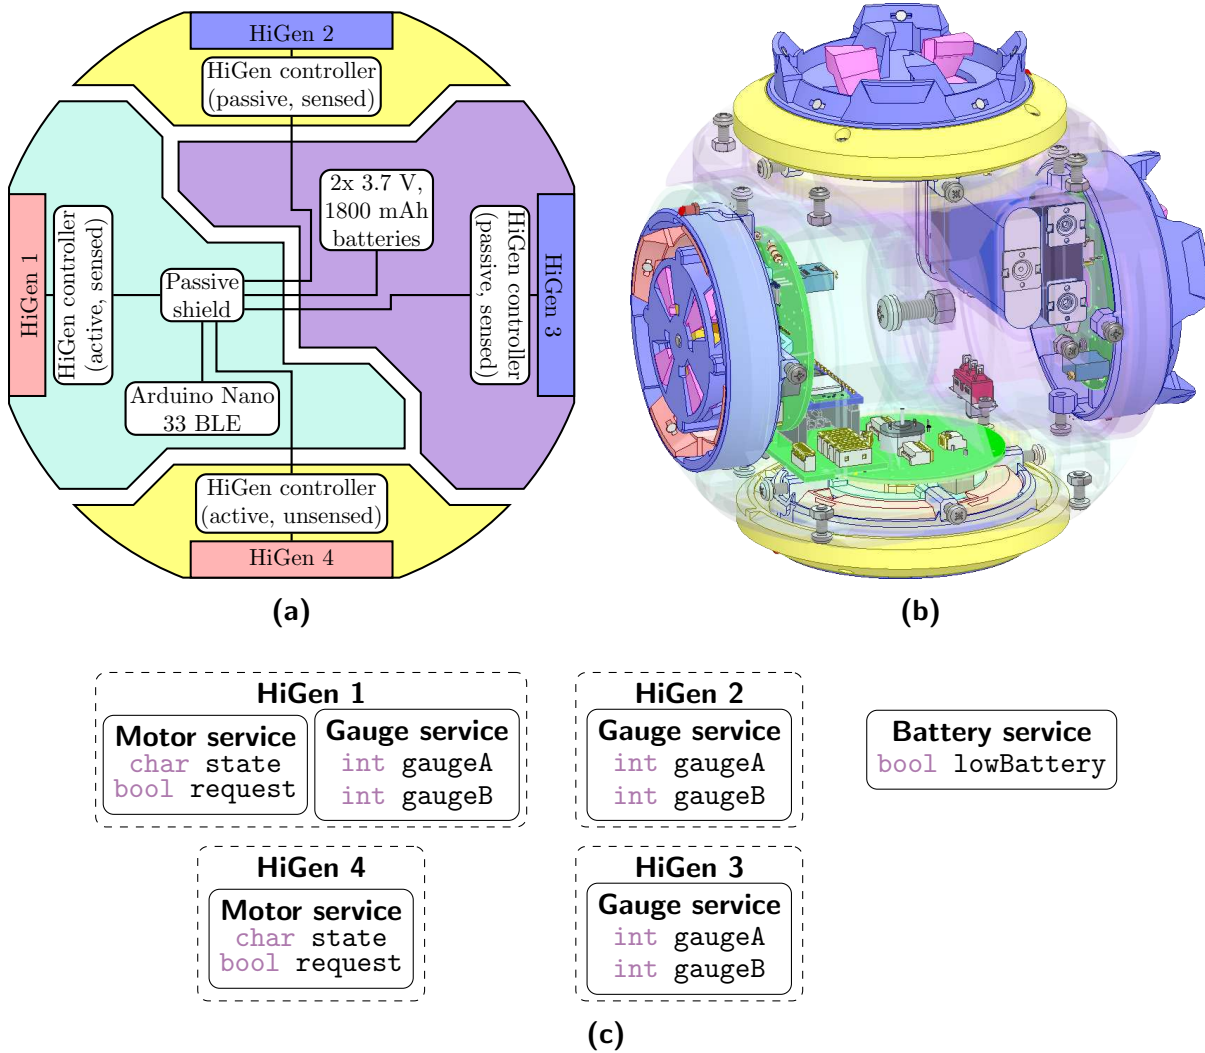 HiGen 2
HiGen controller
(passive, sensed)
2x 3.7 V,
1800 mAh
batteries
HiGen 1
HiGen controller
(active, sensed)
Passive
shield
HiGen controller
(passive, sensed)
HiGen 3
Arduino Nano
33 BLE
HiGen controller
(active, unsensed)
HiGen 4
(a)
(b)
HiGen 1
Motor service
char state
bool request
Gauge service
int gaugeA
int gaugeB
HiGen 2
Gauge service
int gaugeA
int gaugeB
Battery service
bool lowBattery
HiGen 4
Motor service
char state
bool request
HiGen 3
Gauge service
int gaugeA
int gaugeB
(c)